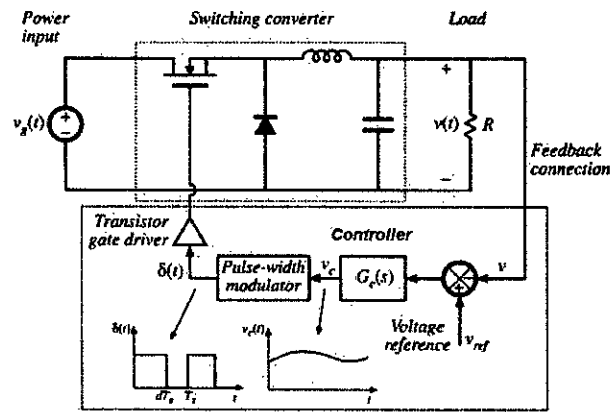 Power input
Switching converter
Load
v_g(t)
+
−
+
v(t)
R
−
Feedback connection
Transistor gate driver
Controller
δ(t)
Pulse-width modulator
v_c
G_c(s)
v
+
Voltage reference
v_ref
δ(t)
dT_s T_s t
v_c(t)
t